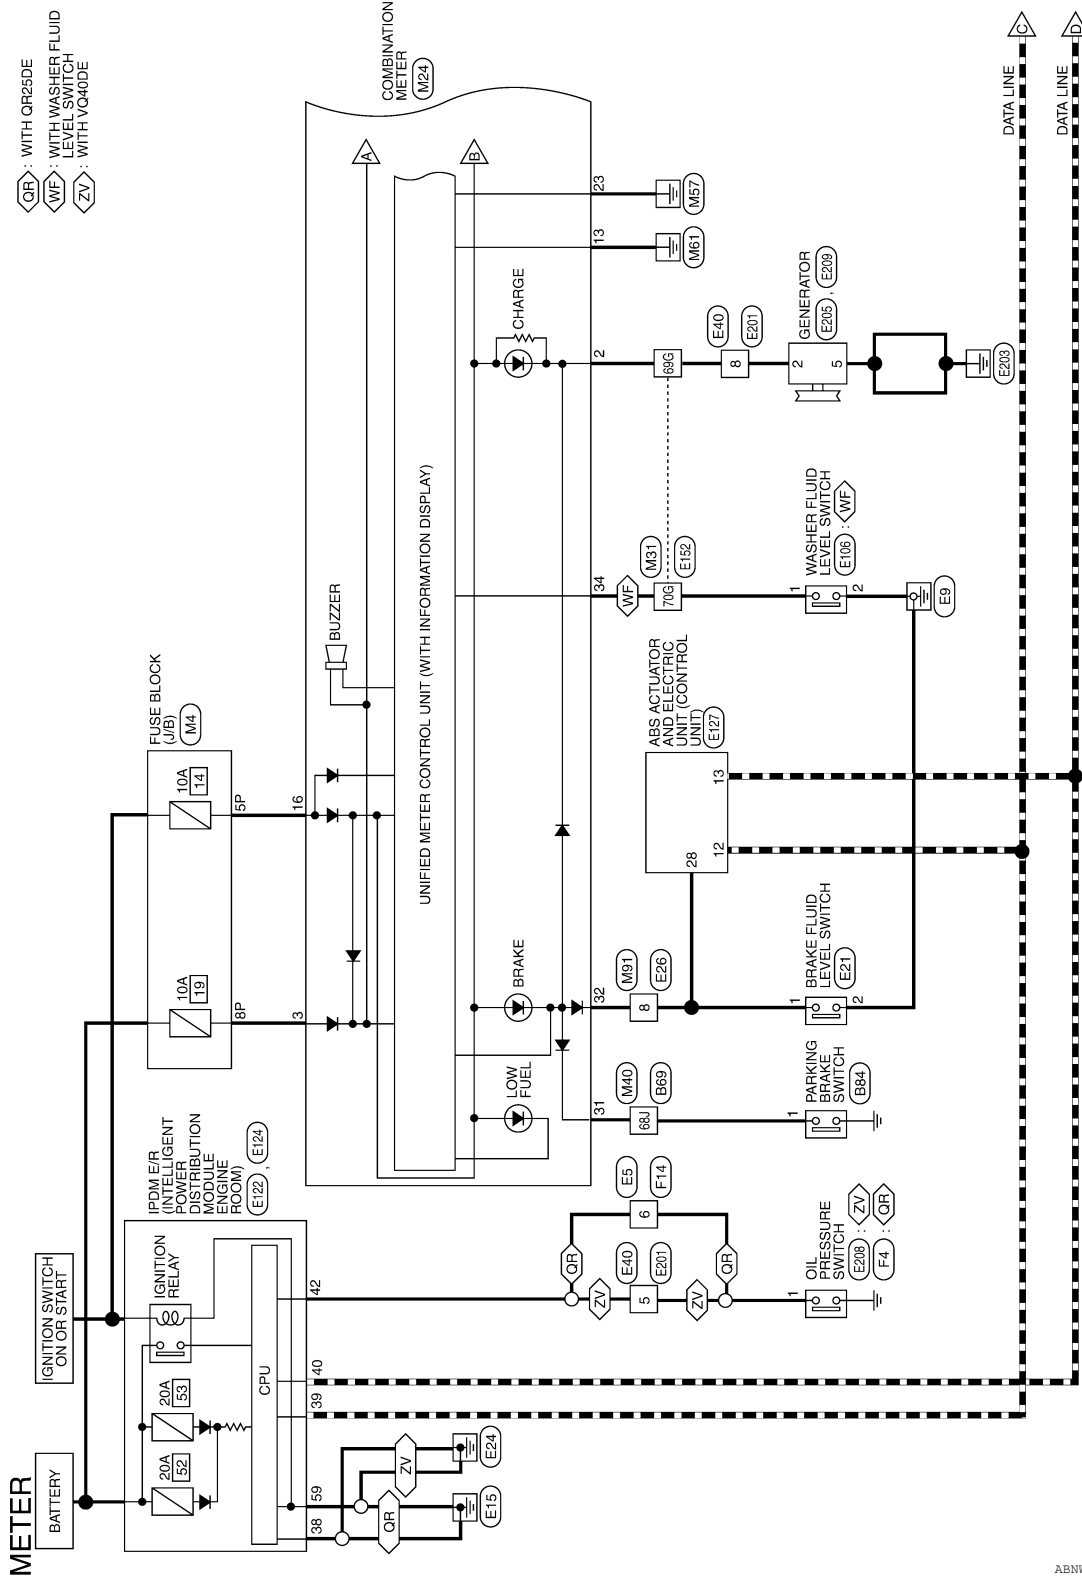 METER
BATTERY
IGNITION SWITCH
ON OR START
QR : WITH QR25DE
WF : WITH WASHER FLUID
LEVEL SWITCH
ZV : WITH VQ40DE
IPDM E/R
(INTELLIGENT
POWER
DISTRIBUTION
MODULE
ENGINE
ROOM)
E122 , E124
20A
52
20A
53
IGNITION
RELAY
CPU
38
59
39
40
42
FUSE BLOCK
(J/B)
M4
10A
19
10A
14
8P
5P
3
16
COMBINATION
METER
M24
BUZZER
A
B
UNIFIED METER CONTROL UNIT (WITH INFORMATION DISPLAY)
LOW
FUEL
BRAKE
CHARGE
31
32
34
2
13
23
QR
ZV
E15
E24
QR
ZV
E40
E201
5
E5
F14
6
ZV
QR
1
OIL
PRESSURE
SWITCH
E208 : ZV
F4 : QR
M40
B69
68J
1
PARKING
BRAKE
SWITCH
B84
M91
E26
8
1
2
BRAKE FLUID
LEVEL SWITCH
E21
28
12
13
ABS ACTUATOR
AND ELECTRIC
UNIT (CONTROL
UNIT)
E127
WF
70G
M31
E152
1
2
WASHER FLUID
LEVEL SWITCH
E106 : WF
E9
69G
8
E40
E201
2
5
GENERATOR
E205 , E209
E203
M61
M57
DATA LINE
C
DATA LINE
D